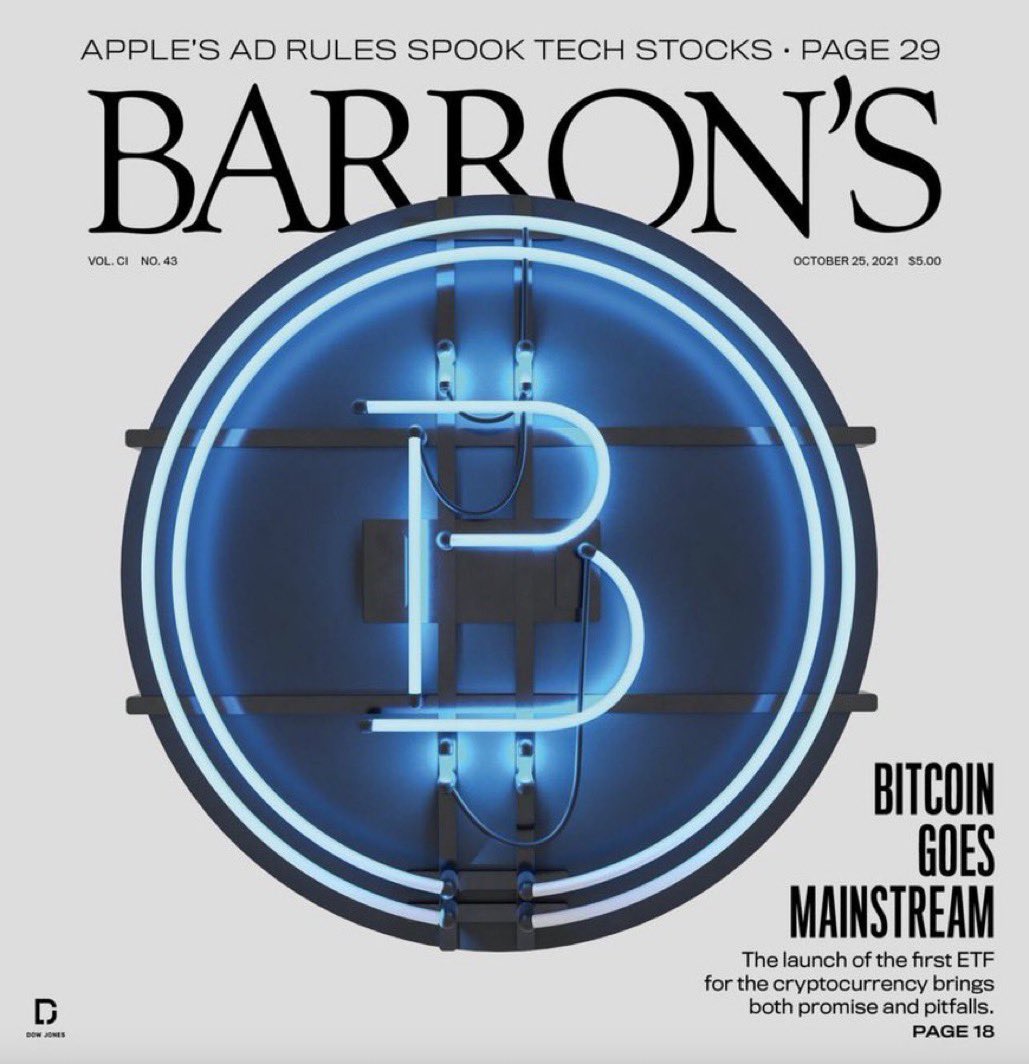 APPLE'S AD RULES SPOOK TECH STOCKS • PAGE 29
BARRON'S
VOL. CI NO. 43
OCTOBER 25, 2021 $5.00
B
BITCOIN
GOES
MAINSTREAM
The launch of the first ETF
for the cryptocurrency brings
both promise and pitfalls.
PAGE 18
D
DOW JONES